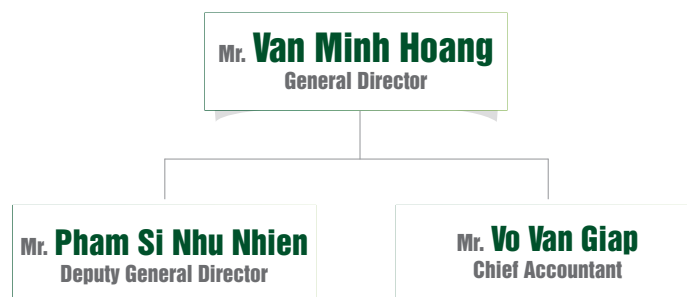 Mr. Van Minh Hoang
General Director
Mr. Pham Si Nhu Nhien
Deputy General Director
Mr. Vo Van Giap
Chief Accountant